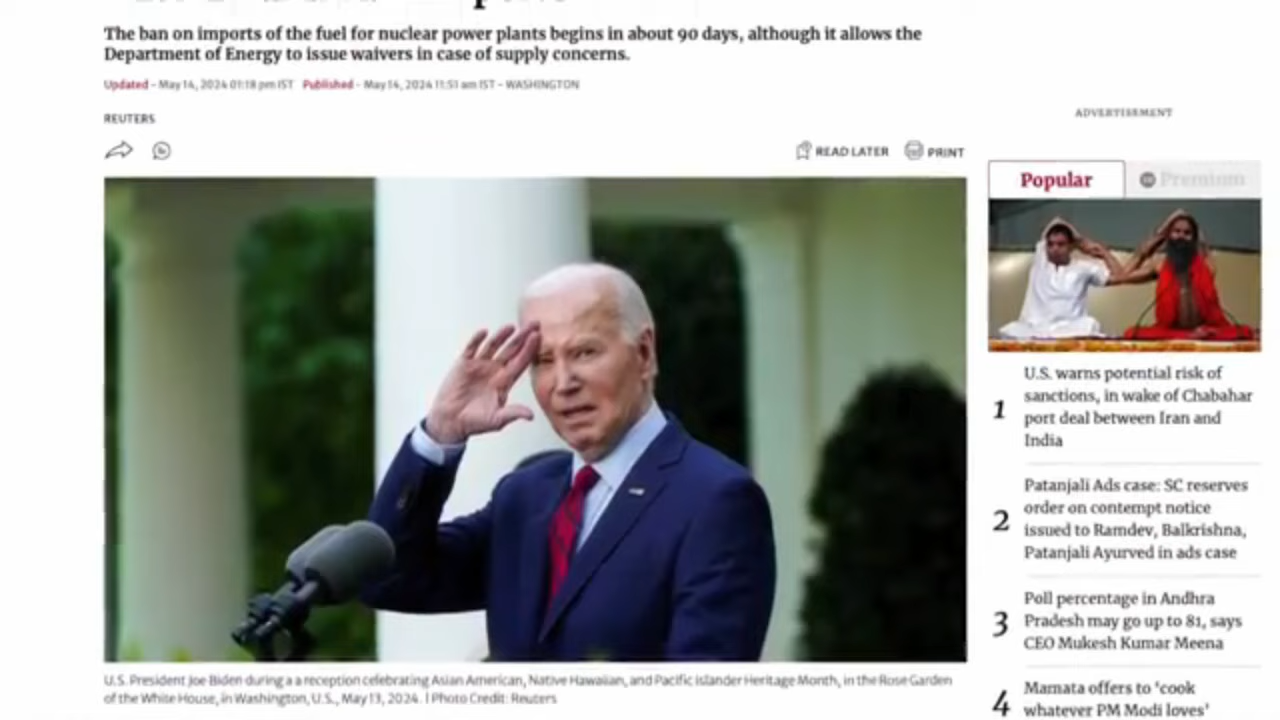 The ban on imports of the fuel for nuclear power plants begins in about 90 days, although it allows the
Department of Energy to issue waivers in case of supply concerns.
Updated - May 14, 2024 01:18 pm IST Published - May 14, 2024 11:51 am IST - WASHINGTON
REUTERS
READ LATER PRINT
U.S. President Joe Biden during a a reception celebrating Asian American, Native Hawaiian, and Pacific Islander Heritage Month, in the Rose Garden
of the White House, in Washington, U.S., May 13, 2024. | Photo Credit: Reuters
ADVERTISEMENT
Popular Premium
1
U.S. warns potential risk of
sanctions, in wake of Chabahar
port deal between Iran and
India
2
Patanjali Ads case: SC reserves
order on contempt notice
issued to Ramdev, Balkrishna,
Patanjali Ayurved in ads case
3
Poll percentage in Andhra
Pradesh may go up to 81, says
CEO Mukesh Kumar Meena
4
Mamata offers to 'cook
whatever PM Modi loves'